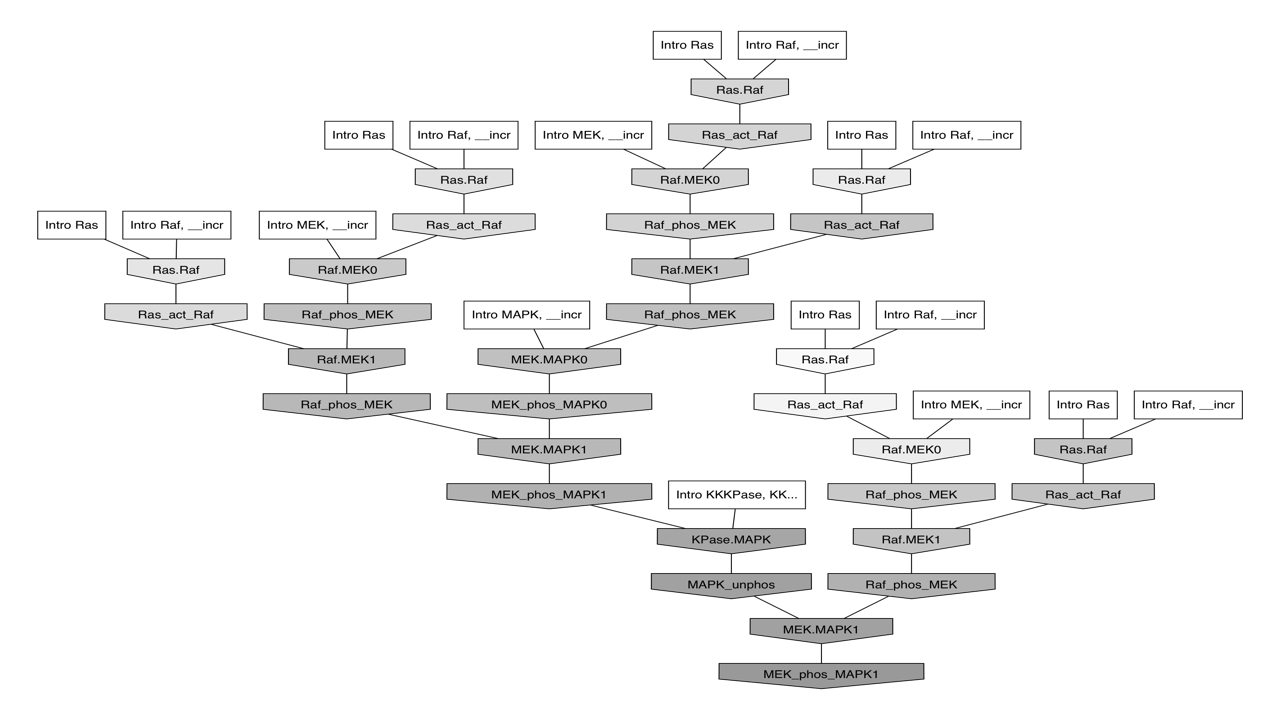 Intro Ras
Intro Raf, __incr
Ras.Raf
Intro Ras
Intro Raf, __incr
Intro MEK, __incr
Ras_act_Raf
Intro Ras
Intro Raf, __incr
Ras.Raf
Raf.MEK0
Ras.Raf
Intro Ras
Intro Raf, __incr
Intro MEK, __incr
Ras_act_Raf
Raf_phos_MEK
Ras_act_Raf
Ras.Raf
Raf.MEK0
Raf.MEK1
Ras_act_Raf
Raf_phos_MEK
Intro MAPK, __incr
Raf_phos_MEK
Intro Ras
Intro Raf, __incr
Raf.MEK1
MEK.MAPK0
Ras.Raf
Raf_phos_MEK
MEK_phos_MAPK0
Ras_act_Raf
Intro MEK, __incr
Intro Ras
Intro Raf, __incr
MEK.MAPK1
Raf.MEK0
Ras.Raf
MEK_phos_MAPK1
Intro KKKPase, KK...
Raf_phos_MEK
Ras_act_Raf
KPase.MAPK
Raf.MEK1
MAPK_unphos
Raf_phos_MEK
MEK.MAPK1
MEK_phos_MAPK1